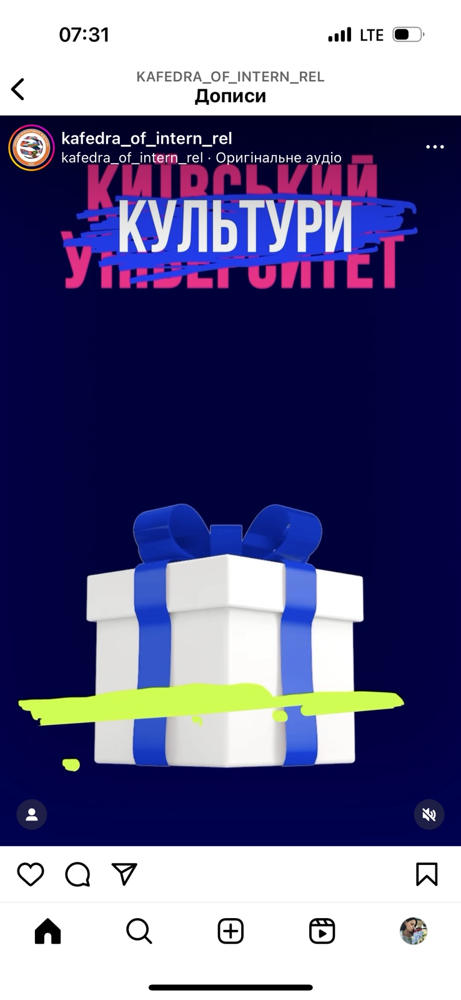 07:31
LTE
KAFEDRA_OF_INTERN_REL
Дописи
kafedra_of_intern_rel
kafedra_of_intern_rel · Оригінальне аудіо
КИЇВСЬКИЙ
КУЛЬТУРИ
УНІВЕРСИТЕТ